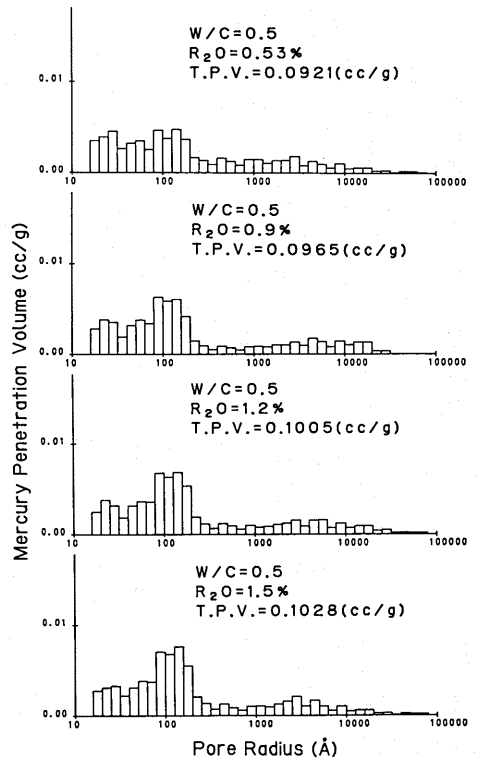 W/C=0.5
R₂O=0.53%
T.P.V.=0.0921(cc/g)
0.01
0.00
10 100 1000 10000 100000
W/C=0.5
R₂O=0.9%
T.P.V.=0.0965(cc/g)
0.01
0.00
10 100 1000 10000 100000
W/C=0.5
R₂O=1.2%
T.P.V.=0.1005(cc/g)
0.01
0.00
10 100 1000 10000 100000
W/C=0.5
R₂O=1.5%
T.P.V.=0.1028(cc/g)
0.01
0.00
10 100 1000 10000 100000
Mercury Penetration Volume (cc/g)
Pore Radius (Å)